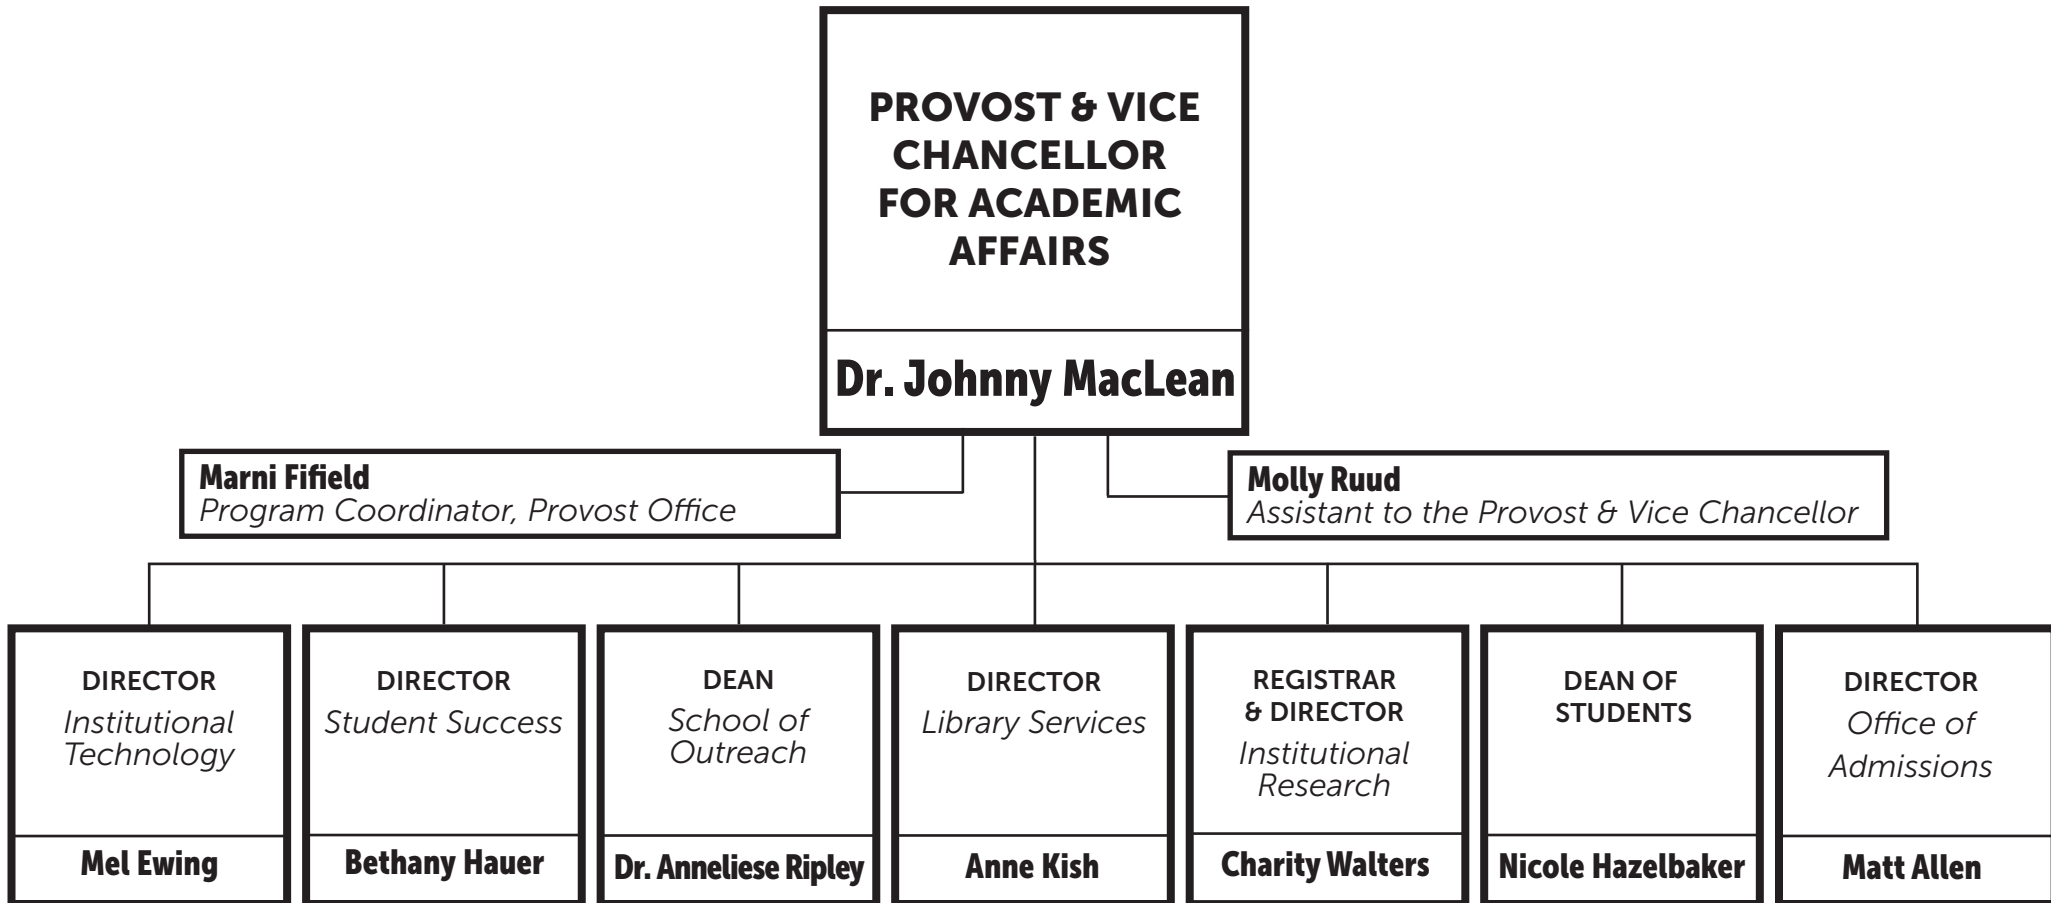 PROVOST & VICE
CHANCELLOR
FOR ACADEMIC
AFFAIRS
Dr. Johnny MacLean
Marni Fifield
Program Coordinator, Provost Office
Molly Ruud
Assistant to the Provost & Vice Chancellor
DIRECTOR
Institutional
Technology
Mel Ewing
DIRECTOR
Student Success
Bethany Hauer
DEAN
School of
Outreach
Dr. Anneliese Ripley
DIRECTOR
Library Services
Anne Kish
REGISTRAR
& DIRECTOR
Institutional
Research
Charity Walters
DEAN OF
STUDENTS
Nicole Hazelbaker
DIRECTOR
Office of
Admissions
Matt Allen